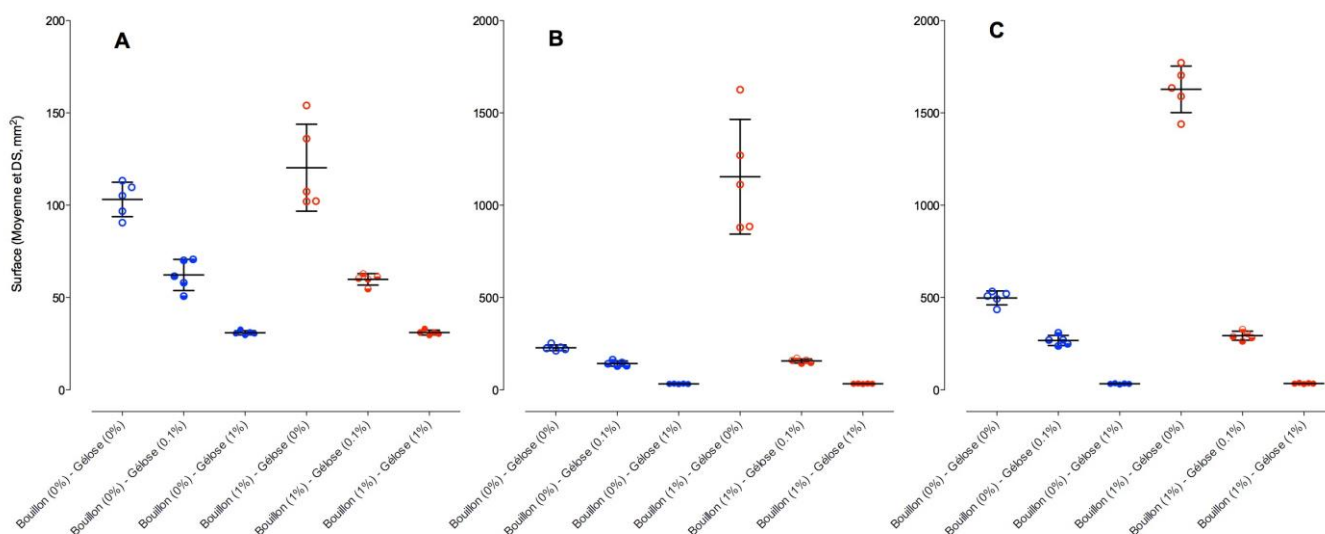 A
B
C
Surface (Moyenne et DS, mm²)
200
150
100
50
0
Bouillon (0%) - Gélose (0%)
Bouillon (0%) - Gélose (0.1%)
Bouillon (0%) - Gélose (1%)
Bouillon (1%) - Gélose (0%)
Bouillon (1%) - Gélose (0.1%)
Bouillon (1%) - Gélose (1%)
2000
1500
1000
500
0
Bouillon (0%) - Gélose (0%)
Bouillon (0%) - Gélose (0.1%)
Bouillon (0%) - Gélose (1%)
Bouillon (1%) - Gélose (0%)
Bouillon (1%) - Gélose (0.1%)
Bouillon (1%) - Gélose (1%)
2000
1500
1000
500
0
Bouillon (0%) - Gélose (0%)
Bouillon (0%) - Gélose (0.1%)
Bouillon (0%) - Gélose (1%)
Bouillon (1%) - Gélose (0%)
Bouillon (1%) - Gélose (0.1%)
Bouillon (1%) - Gélose (1%)